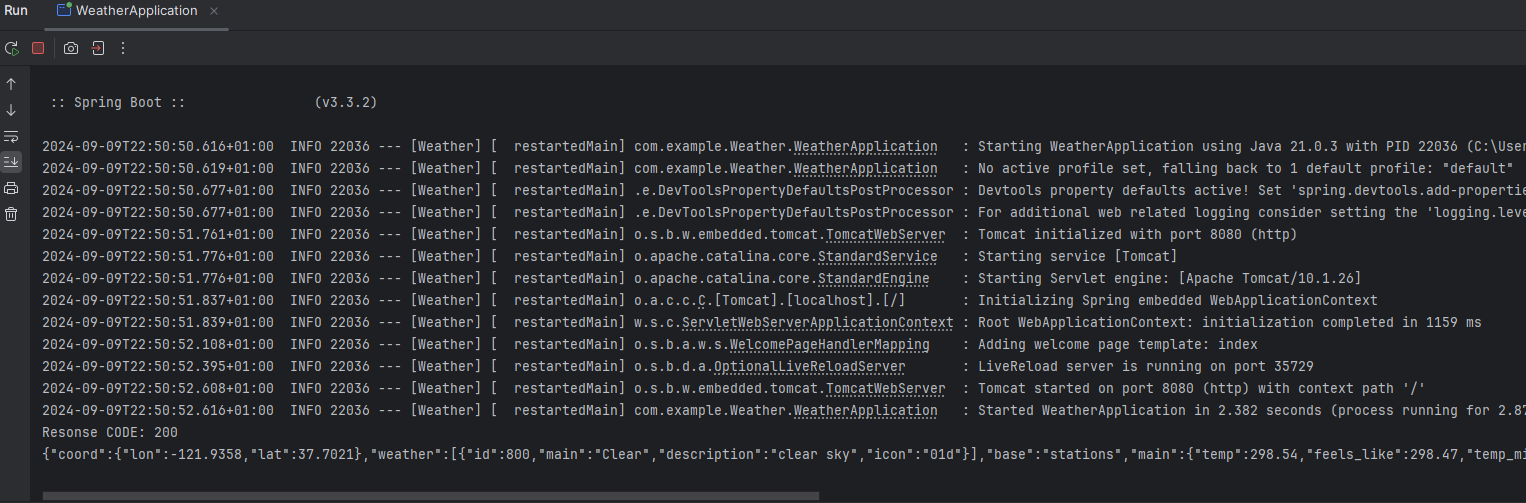 Run WeatherApplication
:: Spring Boot :: (v3.3.2)
2024-09-09T22:50:50.616+01:00 INFO 22036 --- [Weather] [ restartedMain] com.example.Weather.WeatherApplication : Starting WeatherApplication using Java 21.0.3 with PID 22036 (C:\User
2024-09-09T22:50:50.619+01:00 INFO 22036 --- [Weather] [ restartedMain] com.example.Weather.WeatherApplication : No active profile set, falling back to 1 default profile: "default"
2024-09-09T22:50:50.677+01:00 INFO 22036 --- [Weather] [ restartedMain] .e.DevToolsPropertyDefaultsPostProcessor : Devtools property defaults active! Set 'spring.devtools.add-propertie
2024-09-09T22:50:50.677+01:00 INFO 22036 --- [Weather] [ restartedMain] .e.DevToolsPropertyDefaultsPostProcessor : For additional web related logging consider setting the 'logging.leve
2024-09-09T22:50:51.761+01:00 INFO 22036 --- [Weather] [ restartedMain] o.s.b.w.embedded.tomcat.TomcatWebServer : Tomcat initialized with port 8080 (http)
2024-09-09T22:50:51.776+01:00 INFO 22036 --- [Weather] [ restartedMain] o.apache.catalina.core.StandardService : Starting service [Tomcat]
2024-09-09T22:50:51.776+01:00 INFO 22036 --- [Weather] [ restartedMain] o.apache.catalina.core.StandardEngine : Starting Servlet engine: [Apache Tomcat/10.1.26]
2024-09-09T22:50:51.837+01:00 INFO 22036 --- [Weather] [ restartedMain] o.a.c.c.C.[Tomcat].[localhost].[/] : Initializing Spring embedded WebApplicationContext
2024-09-09T22:50:51.839+01:00 INFO 22036 --- [Weather] [ restartedMain] w.s.c.ServletWebServerApplicationContext : Root WebApplicationContext: initialization completed in 1159 ms
2024-09-09T22:50:52.108+01:00 INFO 22036 --- [Weather] [ restartedMain] o.s.b.a.w.s.WelcomePageHandlerMapping : Adding welcome page template: index
2024-09-09T22:50:52.395+01:00 INFO 22036 --- [Weather] [ restartedMain] o.s.b.d.a.OptionalLiveReloadServer : LiveReload server is running on port 35729
2024-09-09T22:50:52.608+01:00 INFO 22036 --- [Weather] [ restartedMain] o.s.b.w.embedded.tomcat.TomcatWebServer : Tomcat started on port 8080 (http) with context path '/'
2024-09-09T22:50:52.616+01:00 INFO 22036 --- [Weather] [ restartedMain] com.example.Weather.WeatherApplication : Started WeatherApplication in 2.382 seconds (process running for 2.87
Resonse CODE: 200
{"coord":{"lon":-121.9358,"lat":37.7021},"weather":[{"id":800,"main":"Clear","description":"clear sky","icon":"01d"}],"base":"stations","main":{"temp":298.54,"feels_like":298.47,"temp_mi